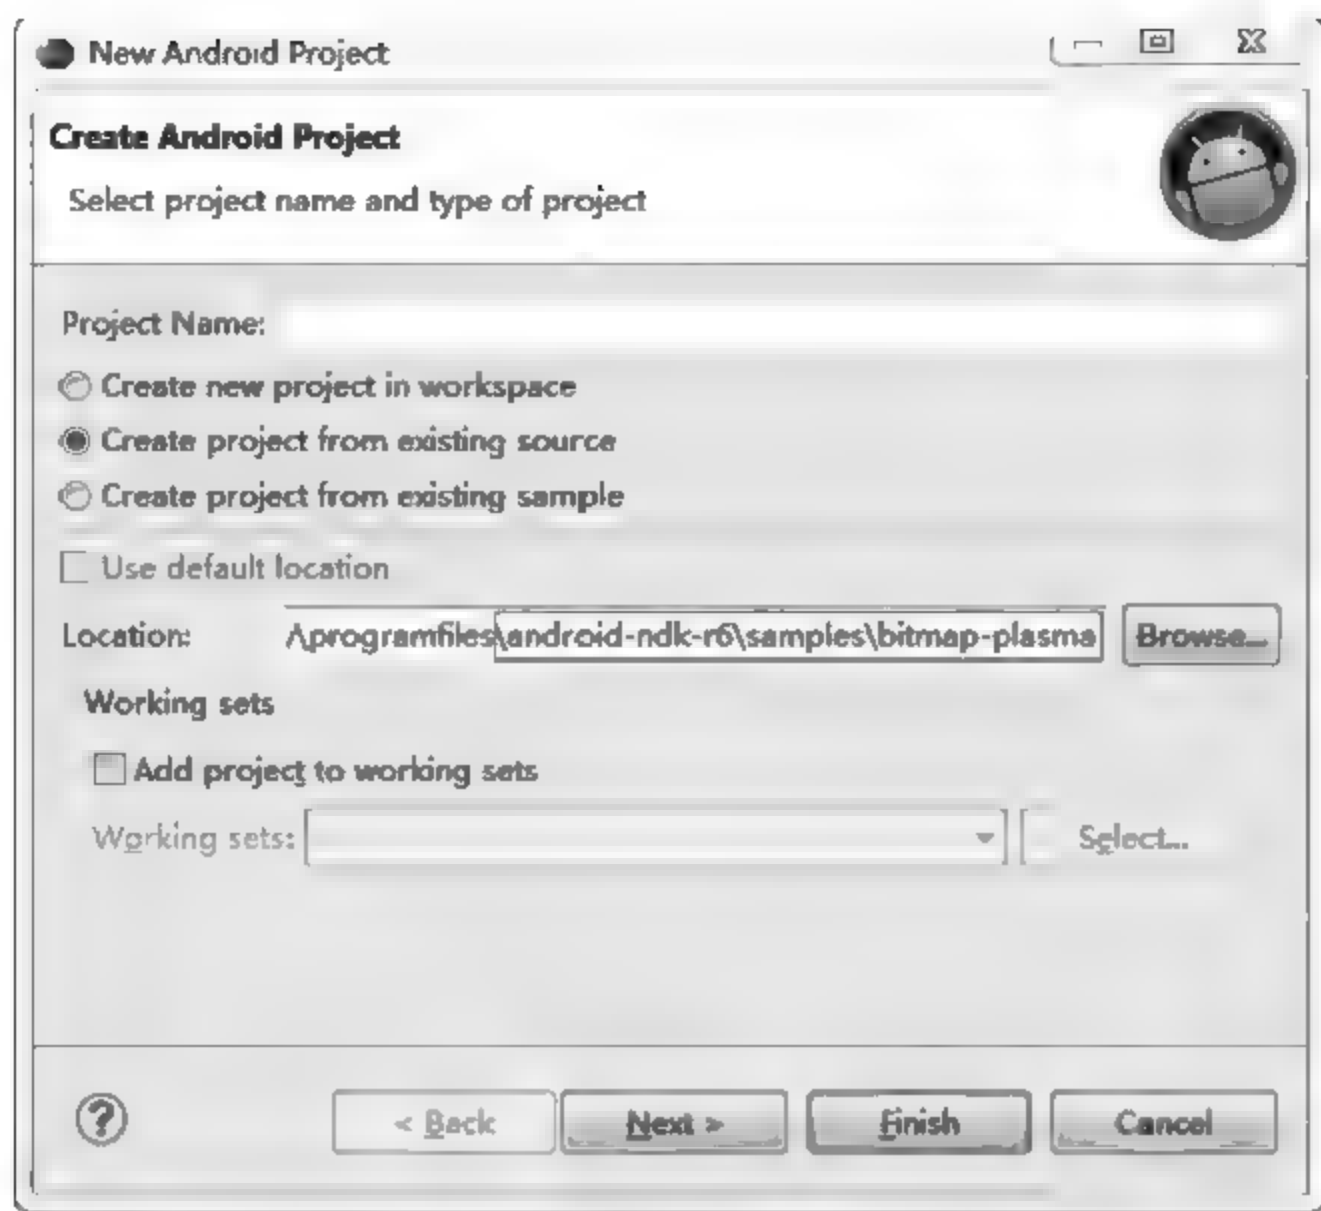 New Android Project
Create Android Project
Select project name and type of project
Project Name:
Create new project in workspace
Create project from existing source
Create project from existing sample
Use default location
Location: /\programfiles\android-ndk-r6\samples\bitmap-plasma Browse...
Working sets
Add project to working sets
Working sets: Select...
? < Back Next > Finish Cancel